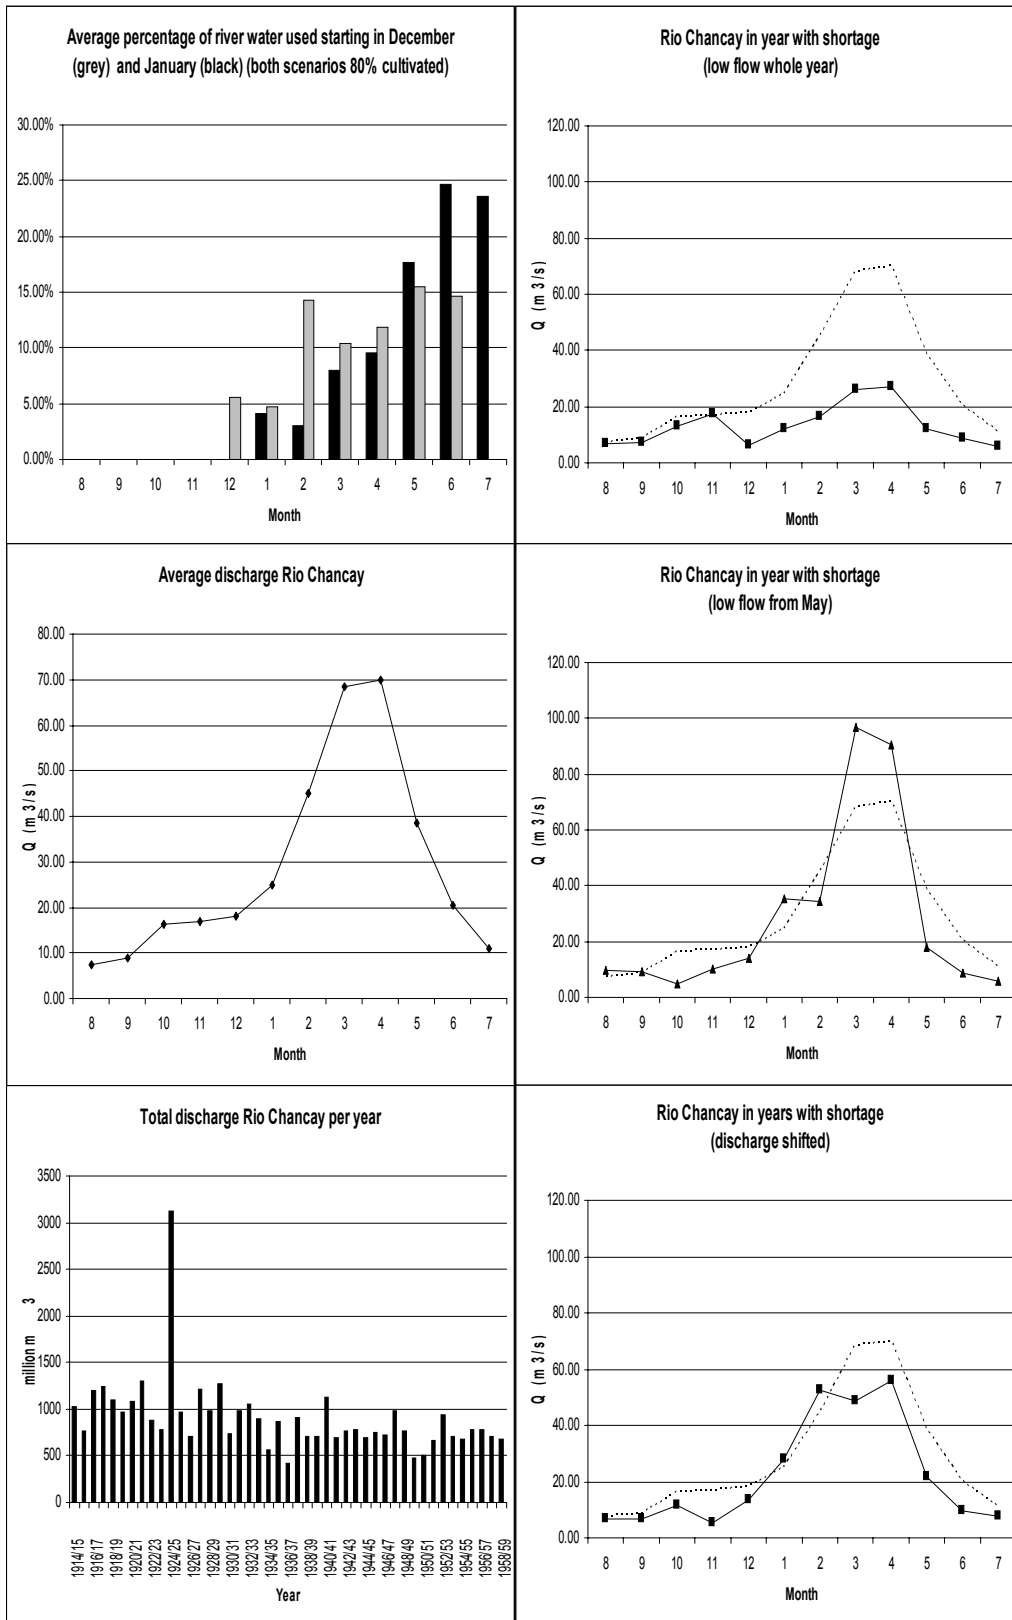 Average percentage of river water used starting in December
(grey) and January (black) (both scenarios 80% cultivated)
30.00%
25.00%
20.00%
15.00%
10.00%
5.00%
0.00%
8 9 10 11 12 1 2 3 4 5 6 7
Month
Rio Chancay in year with shortage
(low flow whole year)
120.00
100.00
80.00
60.00
40.00
20.00
0.00
Q (m 3/s)
8 9 10 11 12 1 2 3 4 5 6 7
Month
Average discharge Rio Chancay
80.00
70.00
60.00
50.00
40.00
30.00
20.00
10.00
0.00
Q (m 3/s)
8 9 10 11 12 1 2 3 4 5 6 7
Month
Rio Chancay in year with shortage
(low flow from May)
120.00
100.00
80.00
60.00
40.00
20.00
0.00
Q (m 3/s)
8 9 10 11 12 1 2 3 4 5 6 7
Month
Total discharge Rio Chancay per year
3500
3000
2500
2000
1500
1000
500
0
million m 3
1914/15 1916/17 1918/19 1920/21 1922/23 1924/25 1926/27 1928/29 1930/31 1932/33 1934/35 1936/37 1938/39 1940/41 1942/43 1944/45 1946/47 1948/49 1950/51 1952/53 1954/55 1956/57 1958/59
Year
Rio Chancay in years with shortage
(discharge shifted)
120.00
100.00
80.00
60.00
40.00
20.00
0.00
Q (m 3/s)
8 9 10 11 12 1 2 3 4 5 6 7
Month